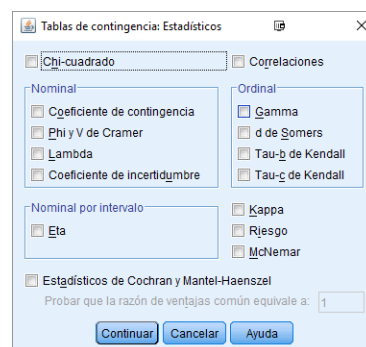 Tablas de contingencia: Estadísticos
Chi-cuadrado
Correlaciones
Nominal
Coeficiente de contingencia
Phi y V de Cramer
Lambda
Coeficiente de incertidumbre
Ordinal
Gamma
d de Somers
Tau-b de Kendall
Tau-c de Kendall
Nominal por intervalo
Eta
Kappa
Riesgo
McNemar
Estadísticos de Cochran y Mantel-Haenszel
Probar que la razón de ventajas común equivale a: 1
Continuar Cancelar Ayuda